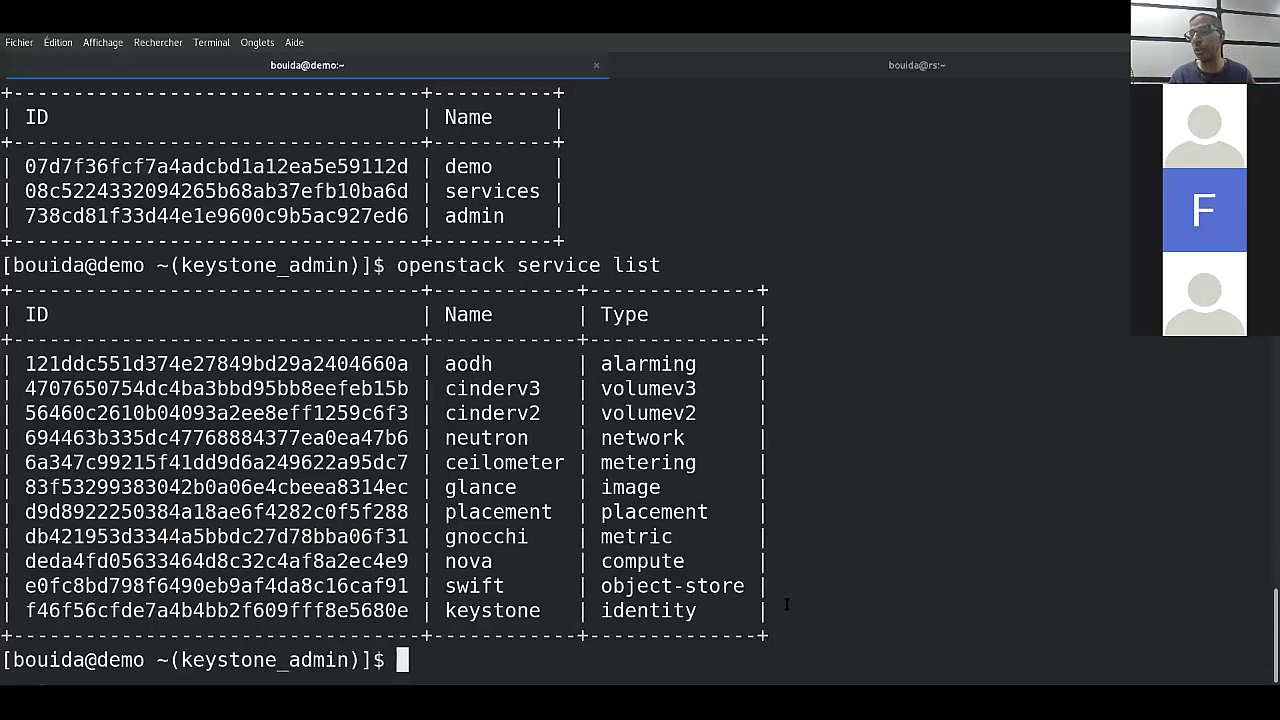 Fichier Édition Affichage Rechercher Terminal Onglets Aide
bouida@demo:~ × bouida@rs:~
+----------------------------------+----------+
| ID | Name |
+----------------------------------+----------+
| 07d7f36fcf7a4adcbd1a12ea5e59112d | demo |
| 08c5224332094265b68ab37efb10ba6d | services |
| 738cd81f33d44e1e9600c9b5ac927ed6 | admin |
+----------------------------------+----------+
[bouida@demo ~(keystone_admin)]$ openstack service list
+----------------------------------+------------+--------------+
| ID | Name | Type |
+----------------------------------+------------+--------------+
| 121ddc551d374e27849bd29a2404660a | aodh | alarming |
| 4707650754dc4ba3bbd95bb8eefeb15b | cinderv3 | volumev3 |
| 56460c2610b04093a2ee8eff1259c6f3 | cinderv2 | volumev2 |
| 694463b335dc47768884377ea0ea47b6 | neutron | network |
| 6a347c99215f41dd9d6a249622a95dc7 | ceilometer | metering |
| 83f53299383042b0a06e4cbeea8314ec | glance | image |
| d9d8922250384a18ae6f4282c0f5f288 | placement | placement |
| db421953d3344a5bbdc27d78bba06f31 | gnocchi | metric |
| deda4fd05633464d8c32c4af8a2ec4e9 | nova | compute |
| e0fc8bd798f6490eb9af4da8c16caf91 | swift | object-store |
| f46f56cfde7a4b4bb2f609fff8e5680e | keystone | identity |
+----------------------------------+------------+--------------+
[bouida@demo ~(keystone_admin)]$
F